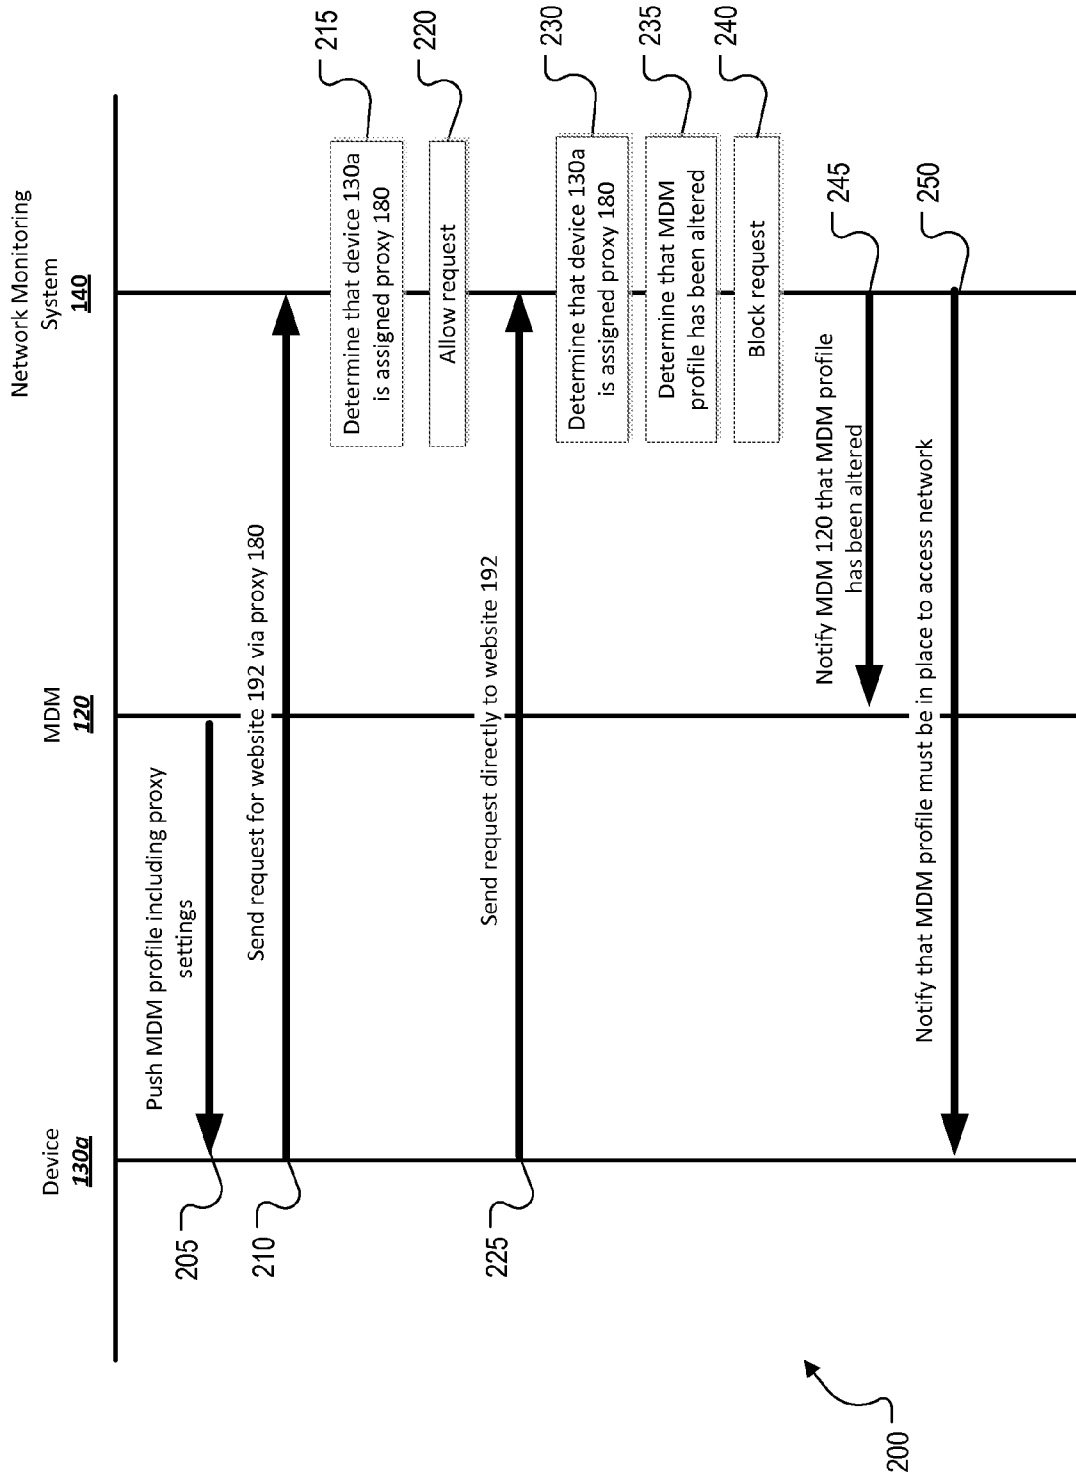 Device
130a
MDM
120
Network Monitoring
System
140
205
Push MDM profile including proxy
settings
210
Send request for website 192 via proxy 180
Determine that device 130a
is assigned proxy 180
215
Allow request
220
225
Send request directly to website 192
Determine that device 130a
is assigned proxy 180
230
Determine that MDM
profile has been altered
235
Block request
240
Notify MDM 120 that MDM profile
has been altered
245
Notify that MDM profile must be in place to access network
250
200